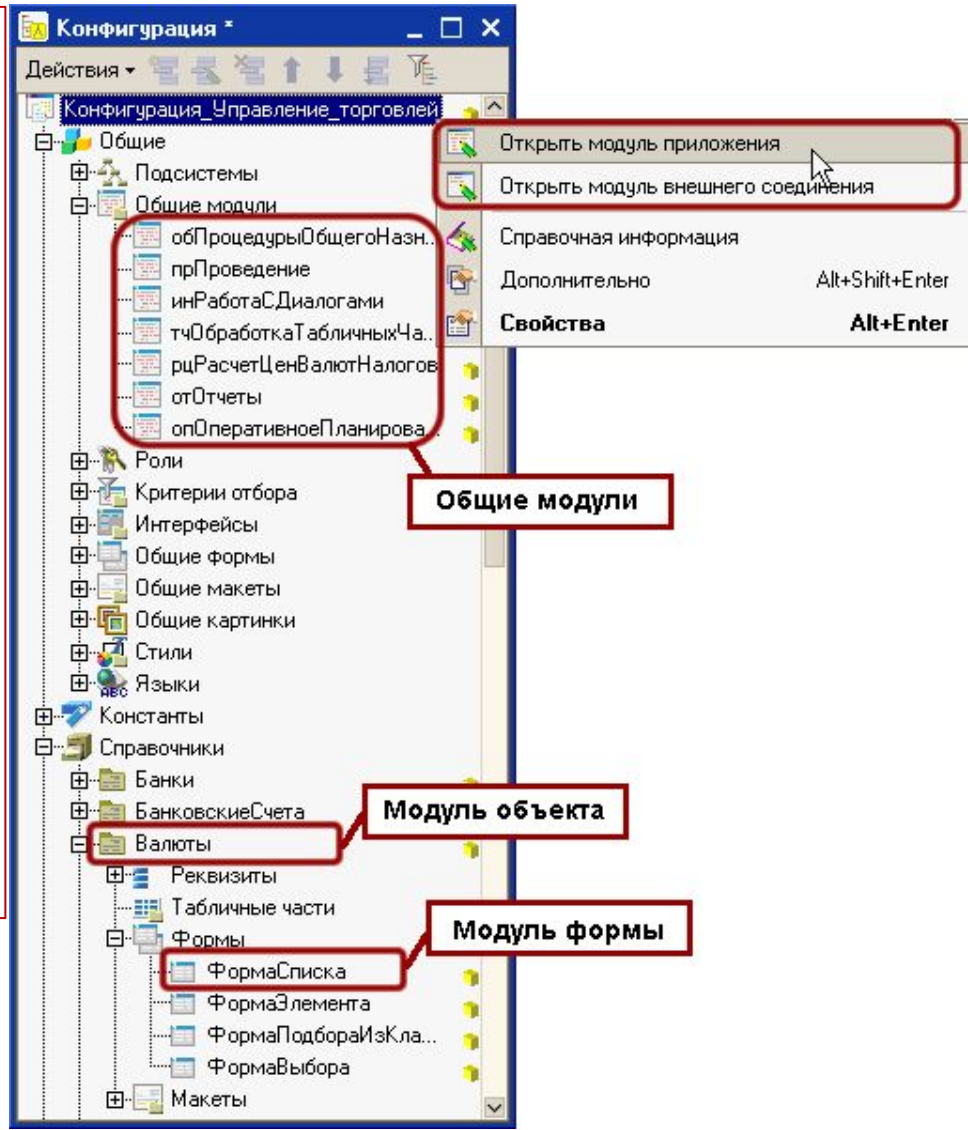 Конфигурация *
Действия
Конфигурация_Управление_торговлей
Общие
Открыть модуль приложения
Подсистемы
Открыть модуль внешнего соединения
Общие модули
обПроцедурыОбщегоНазн...
Справочная информация
прПроведение
Дополнительно Alt+Shift+Enter
инРаботаСДиалогами
Свойства Alt+Enter
тчОбработкаТабличныхЧа...
рцРасчетЦенВалютНалогов
отОтчеты
опОперативноеПланирова...
Роли
Общие модули
Критерии отбора
Интерфейсы
Общие формы
Общие макеты
Общие картинки
Стили
ABC
Языки
Константы
Справочники
Банки
БанковскиеСчета
Модуль объекта
Валюты
Реквизиты
Табличные части
Модуль формы
Формы
ФормаСписка
ФормаЭлемента
ФормаПодбораИзКла...
ФормаВыбора
Макеты